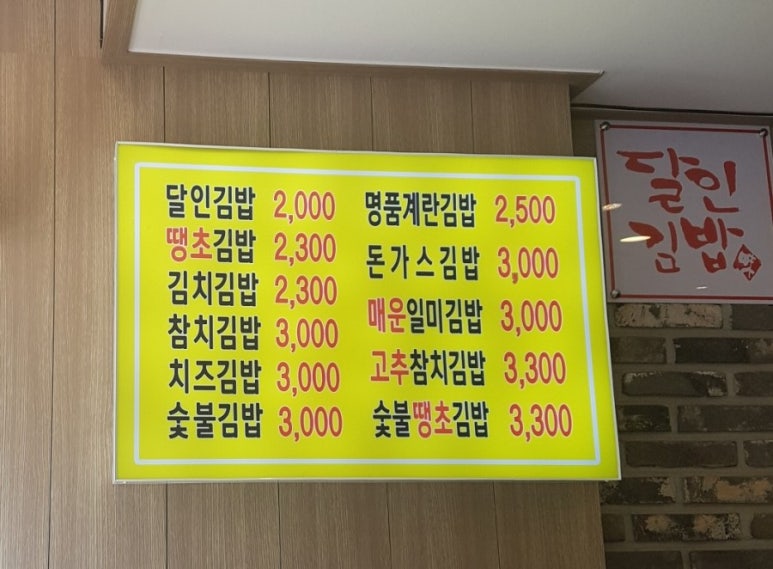 달인김밥 2,000
땡초김밥 2,300
김치김밥 2,300
참치김밥 3,000
치즈김밥 3,000
숯불김밥 3,000
명품계란김밥 2,500
돈가스김밥 3,000
매운일미김밥 3,000
고추참치김밥 3,300
숯불땡초김밥 3,300
달인
김밥